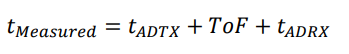 t_Measured = t_ADTX + ToF + t_ADRX